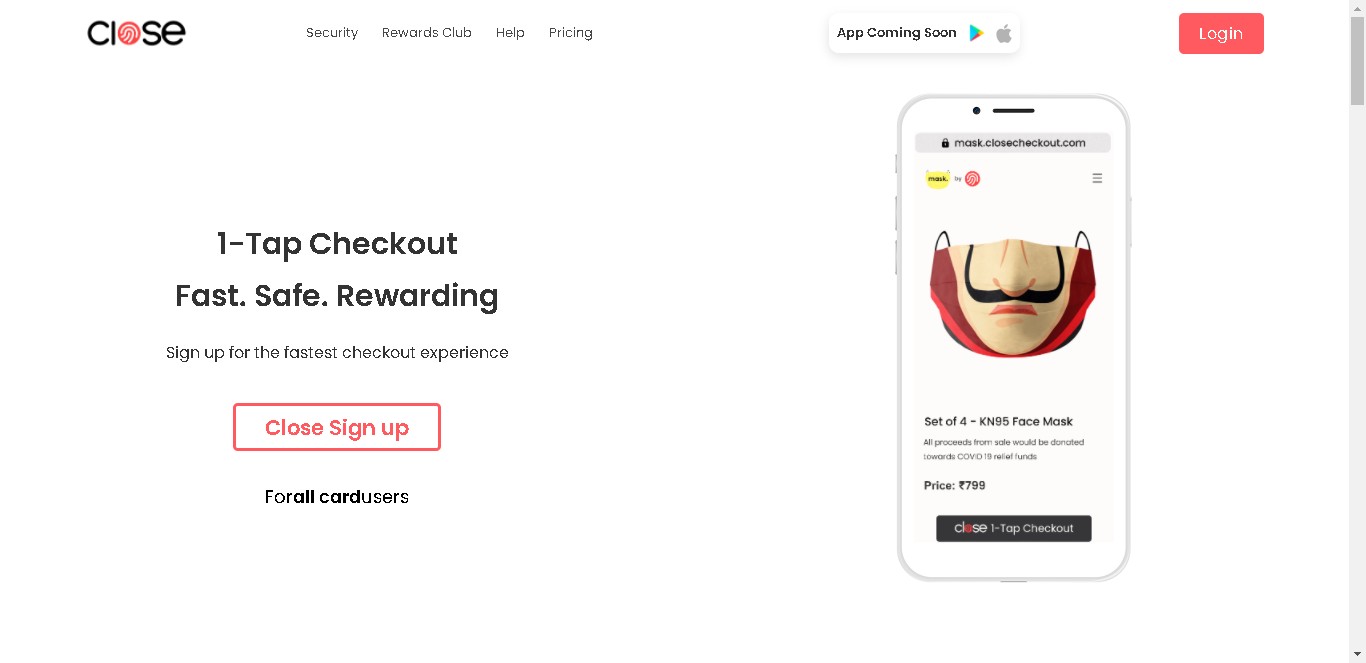 close
Security
Rewards Club
Help
Pricing
App Coming Soon
Login
1-Tap Checkout
Fast. Safe. Rewarding
Sign up for the fastest checkout experience
Close Sign up
Forall cardusers
mask.closecheckout.com
mask. by
Set of 4 - KN95 Face Mask
All proceeds from sale would be donated
towards COVID 19 relief funds
Price: ₹799
close 1-Tap Checkout